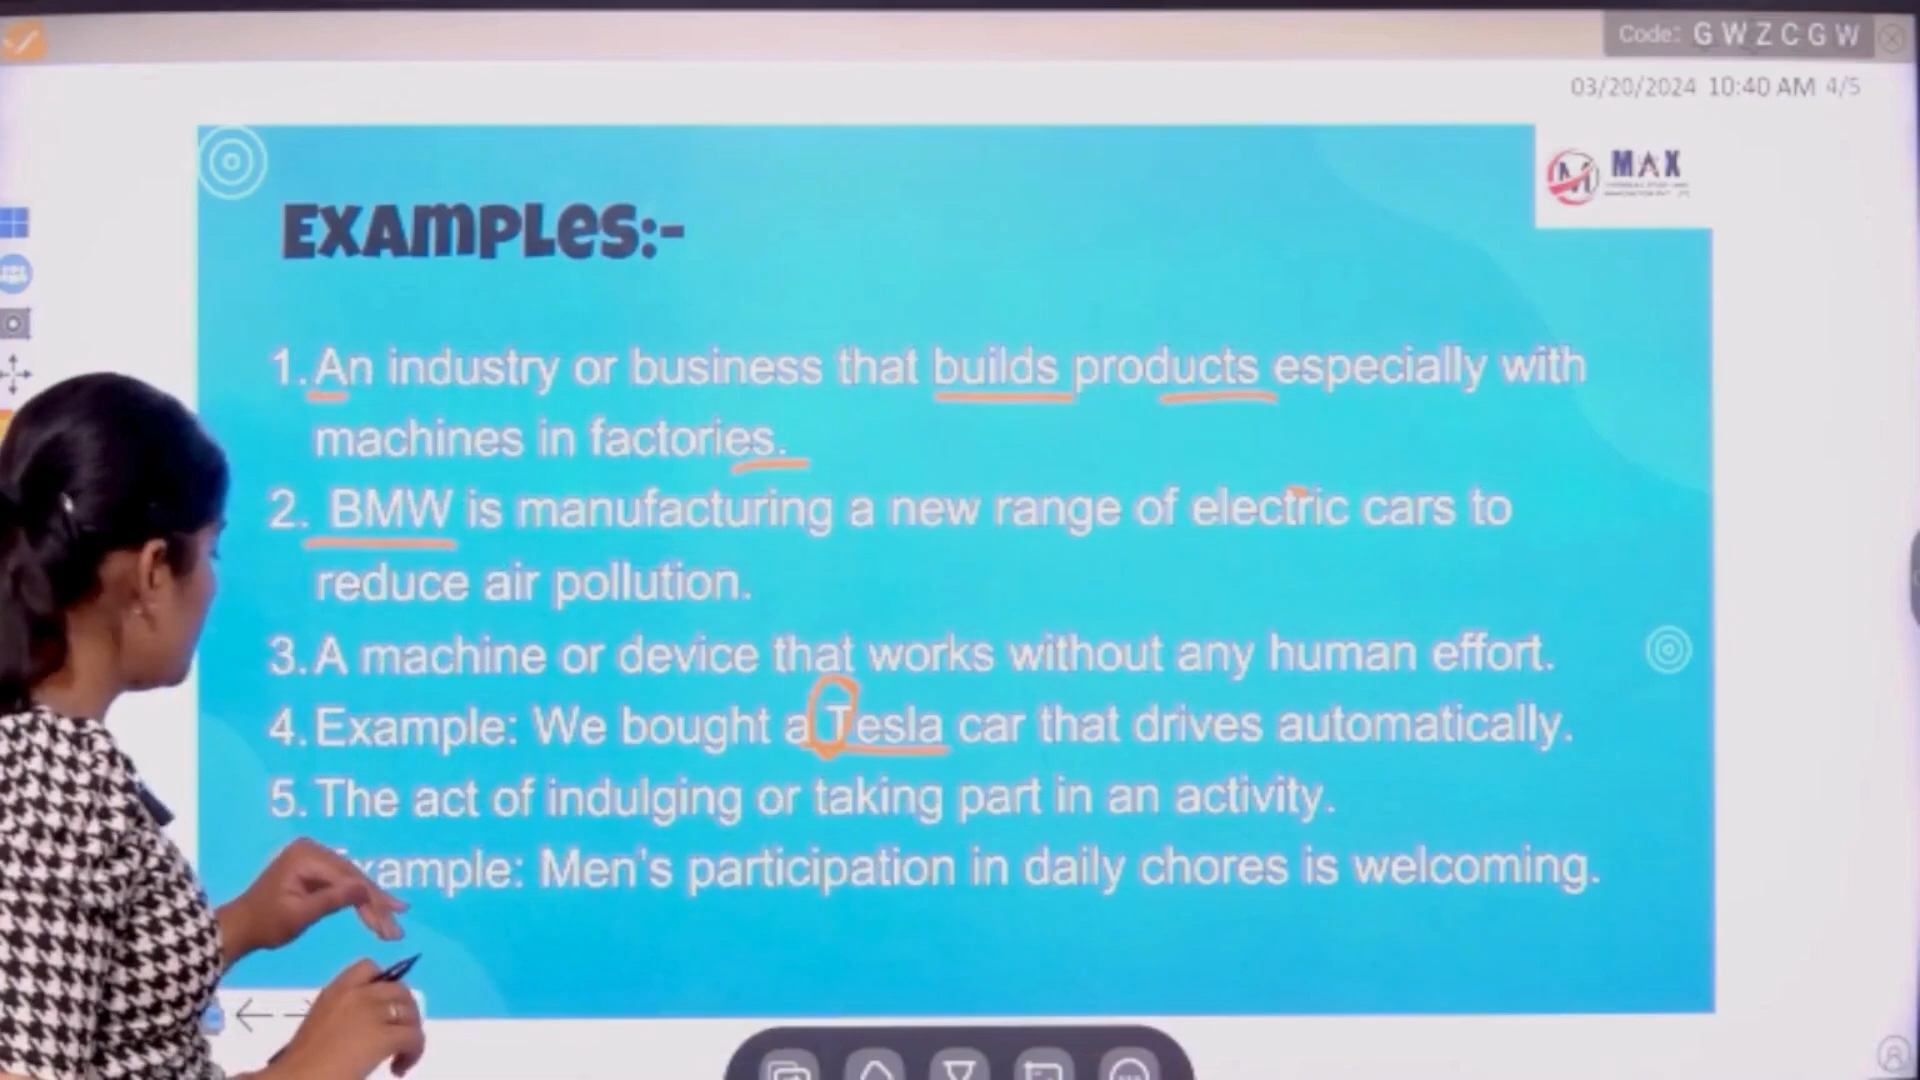 Code: G W Z C G W
03/20/2024 10:40 AM 4/5
MAX
Examples:-
1. An industry or business that builds products especially with
machines in factories.
2. BMW is manufacturing a new range of electric cars to
reduce air pollution.
3. A machine or device that works without any human effort.
4. Example: We bought a Tesla car that drives automatically.
5. The act of indulging or taking part in an activity.
xample: Men's participation in daily chores is welcoming.